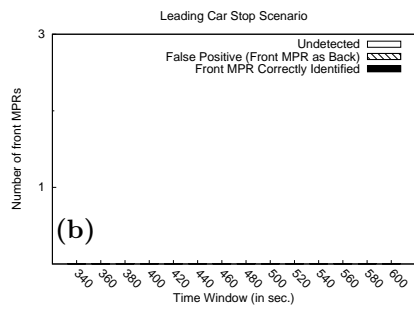 Leading Car Stop Scenario
3
Undetected
False Positive (Front MPR as Back)
Front MPR Correctly Identified
Number of front MPRs
1
(b)
340 360 380 400 420 440 460 480 500 520 540 560 580 600
Time Window (in sec.)